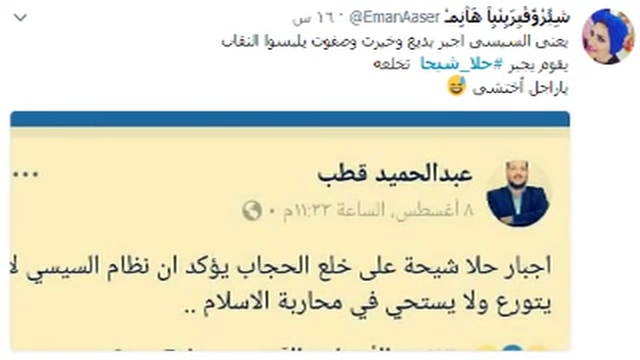 @EmanAaser · ١٦ س
يعنى السيسى اجبر بديع وخيرت وصفوت يلبسوا النقاب
يقوم يجبر #حلا_شيحا تخلعه
ياراجل أختشى 😅
عبدالحميد قطب
٨ أغسطس، الساعة ١١:٢٣م
اجبار حلا شيحة على خلع الحجاب يؤكد ان نظام السيسي لا
يتورع ولا يستحي في محاربة الاسلام ..